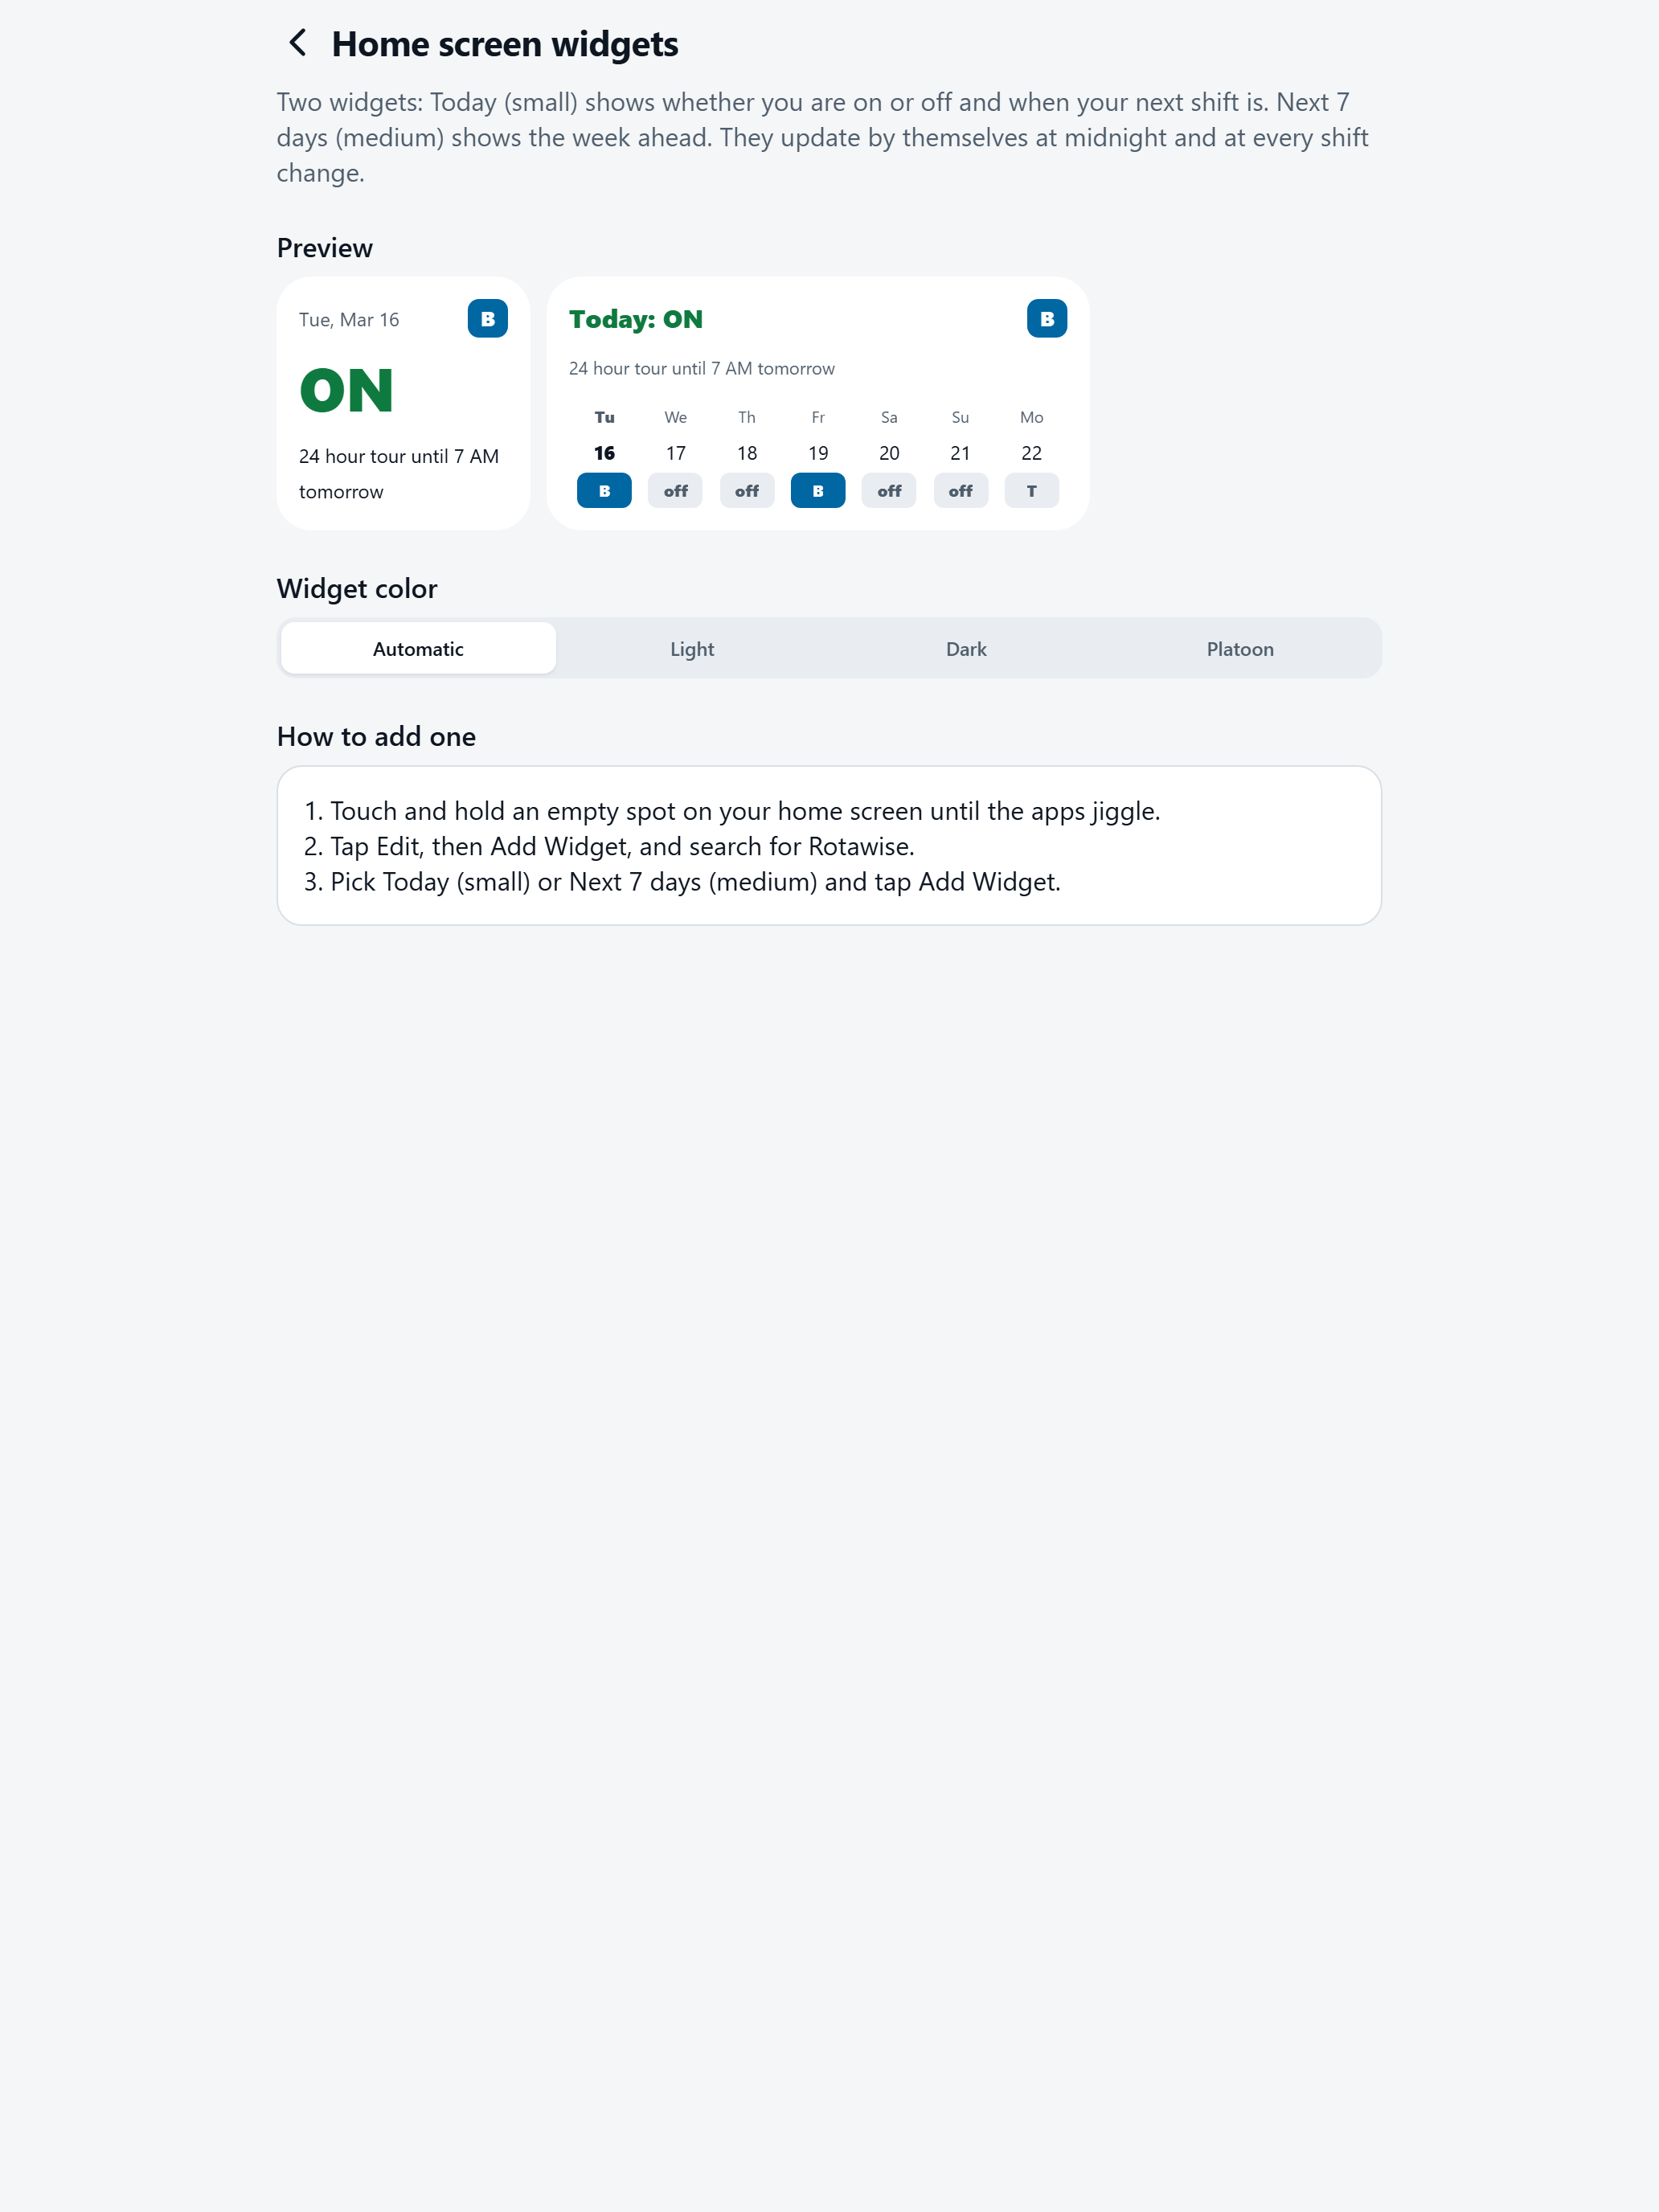 Home screen widgets
Two widgets: Today (small) shows whether you are on or off and when your next shift is. Next 7
days (medium) shows the week ahead. They update by themselves at midnight and at every shift
change.
Preview
Tue, Mar 16 B
ON
24 hour tour until 7 AM
tomorrow
Today: ON B
24 hour tour until 7 AM tomorrow
Tu We Th Fr Sa Su Mo
16 17 18 19 20 21 22
B off off B off off T
Widget color
Automatic Light Dark Platoon
How to add one
1. Touch and hold an empty spot on your home screen until the apps jiggle.
2. Tap Edit, then Add Widget, and search for Rotawise.
3. Pick Today (small) or Next 7 days (medium) and tap Add Widget.